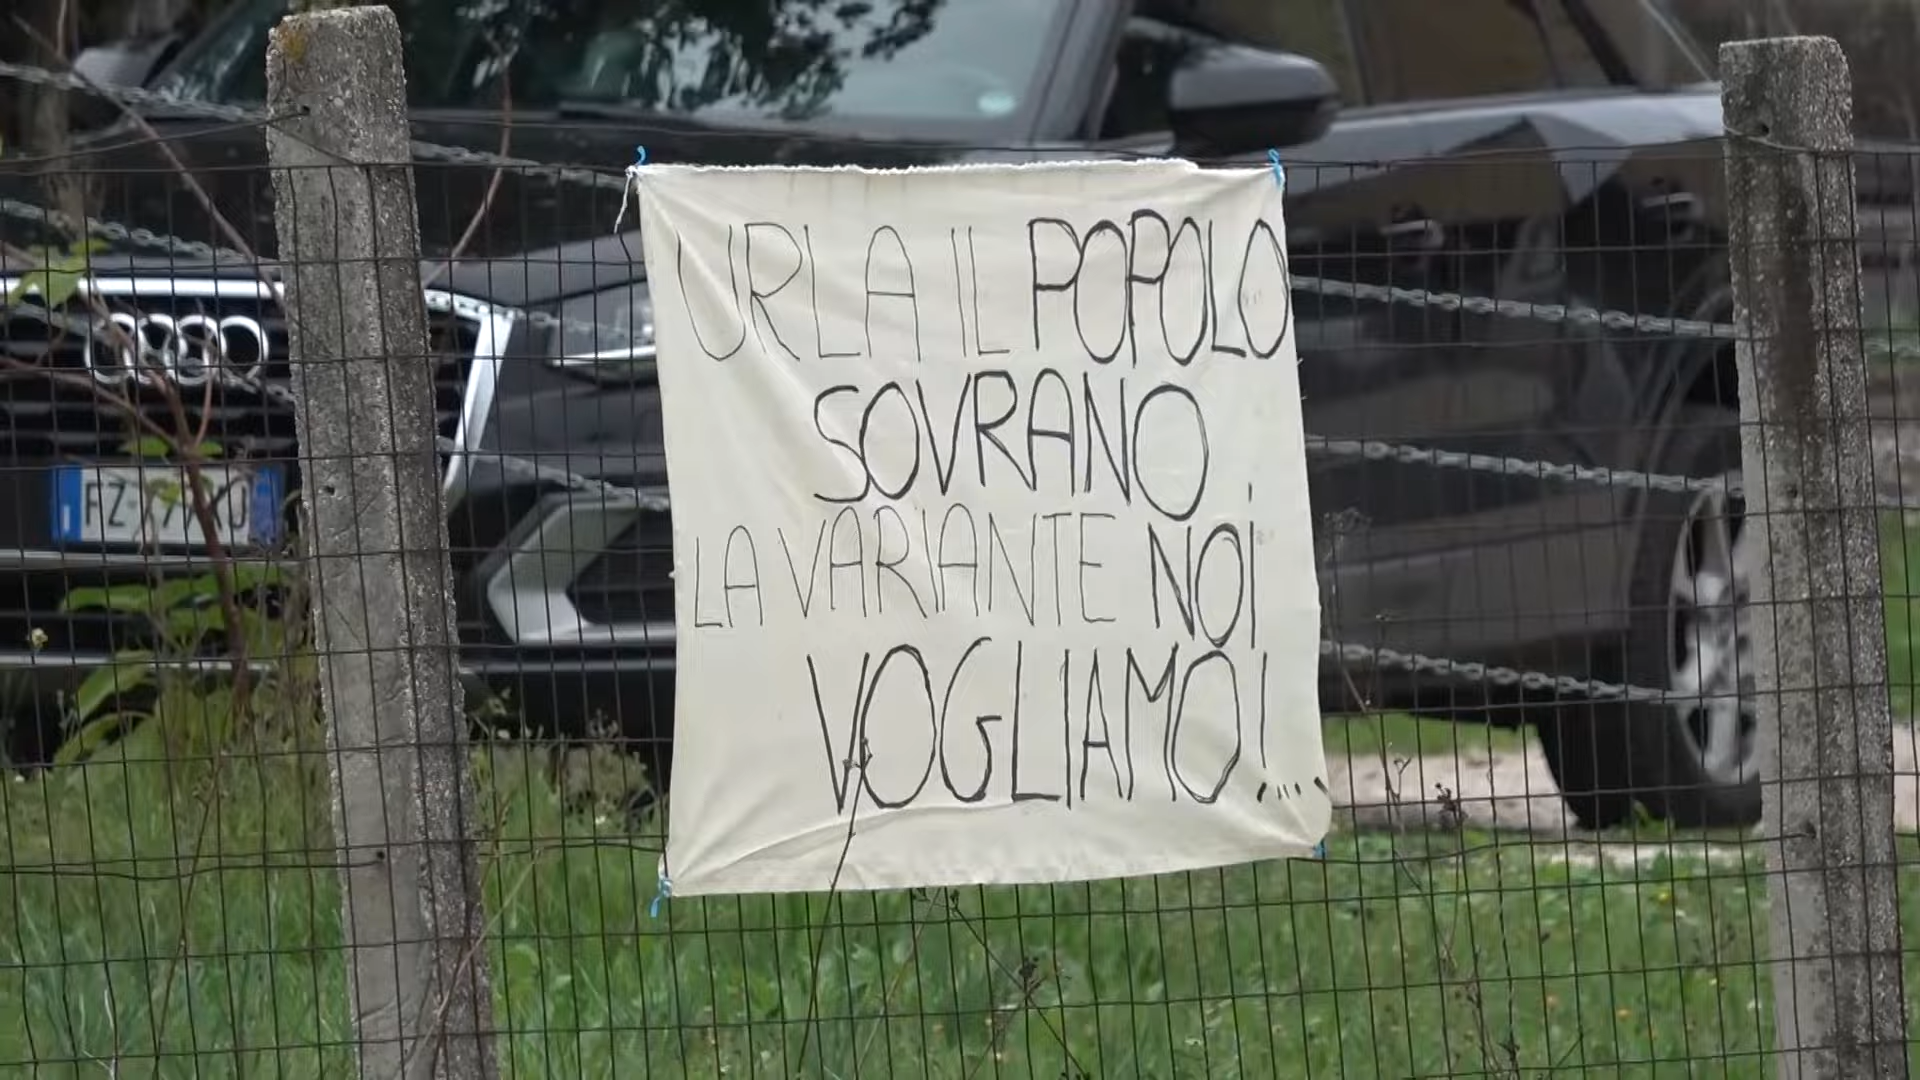 URLA IL POPOLO
SOVRANO
LA VARIANTE NOI
VOGLIAMO!....